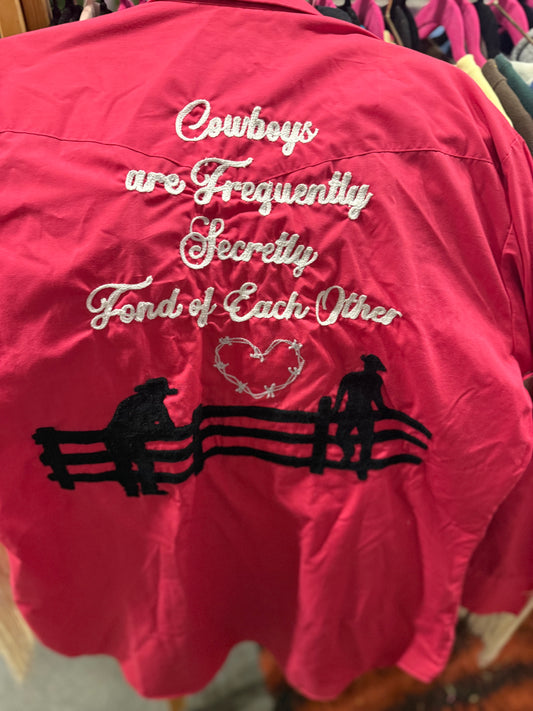 Cowboys
are Frequently
Secretly
Fond of Each Other